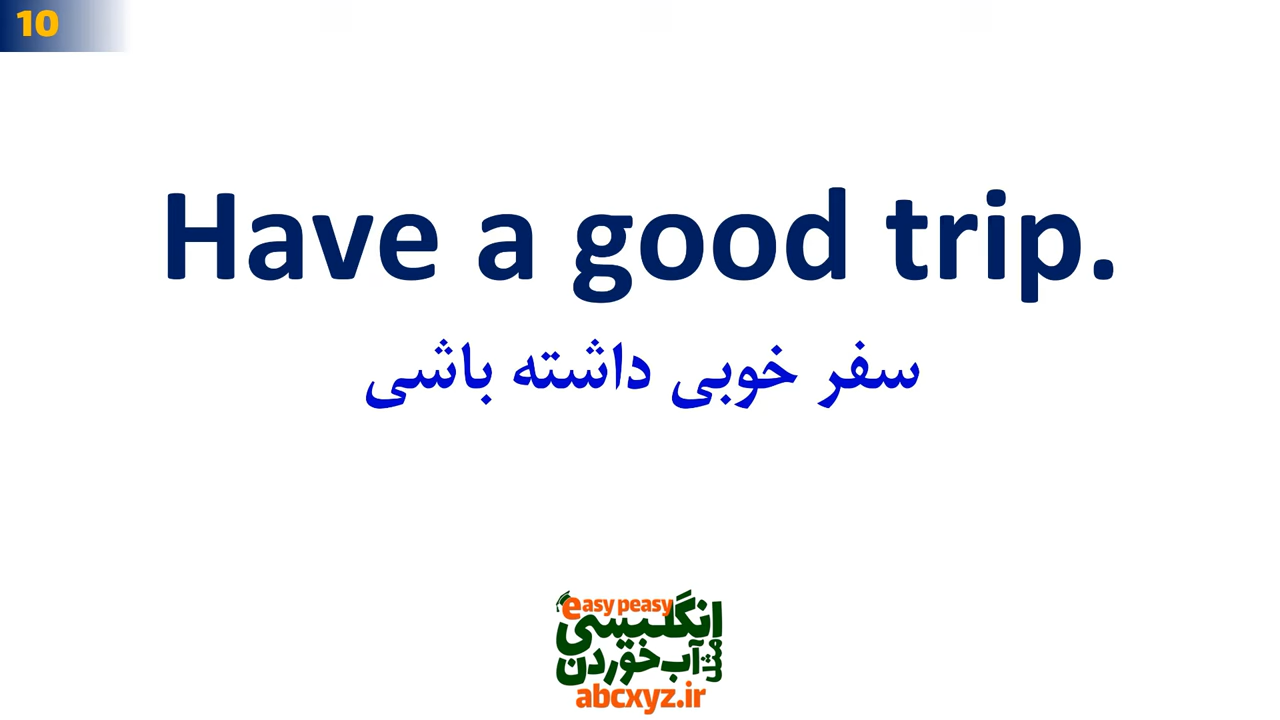 10
Have a good trip.
سفر خوبی داشته باشی
easy peasy
انگلیسی
مثل آب خوردن
abcxyz.ir